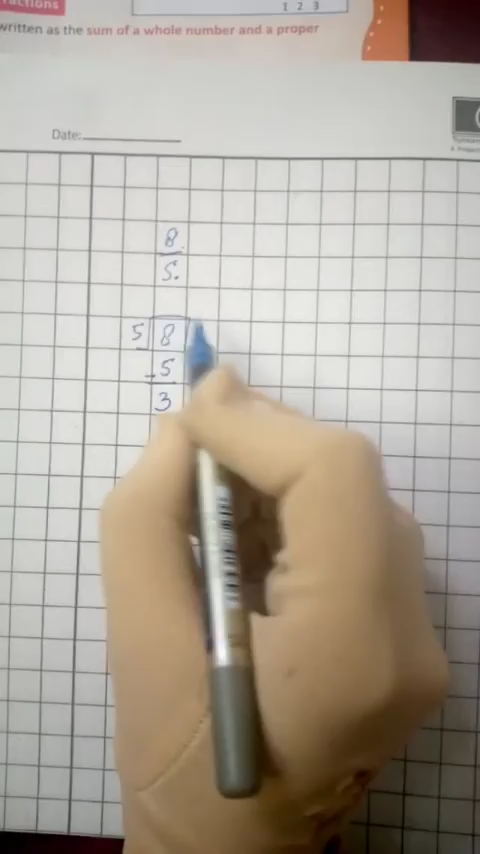 ractions
1 2 3
written as the sum of a whole number and a proper
Date:
8
5
5 8
-5
3